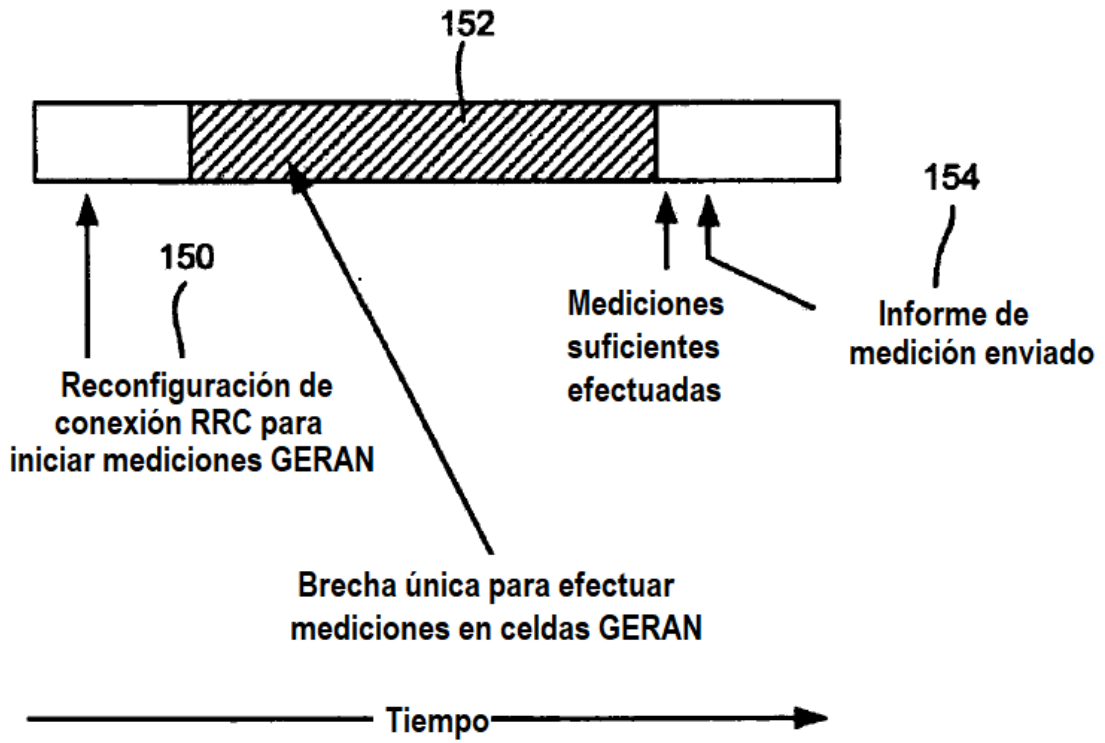 152
154
150
Mediciones
suficientes
efectuadas
Informe de
medición enviado
Reconfiguración de
conexión RRC para
iniciar mediciones GERAN
Brecha única para efectuar
mediciones en celdas GERAN
Tiempo